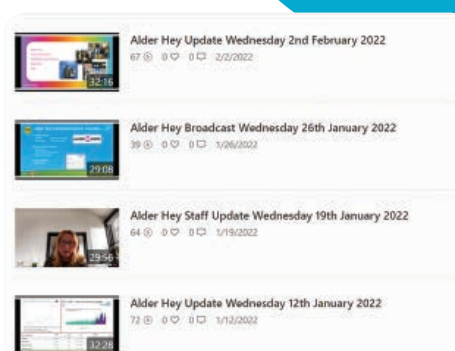 Alder Hey Update Wednesday 2nd February 2022
67 0 0 2/2/2022
32:16
Alder Hey Broadcast Wednesday 26th January 2022
39 0 0 1/26/2022
29:08
Alder Hey Staff Update Wednesday 19th January 2022
64 0 0 1/19/2022
29:56
Alder Hey Update Wednesday 12th January 2022
72 0 0 1/12/2022
32:28